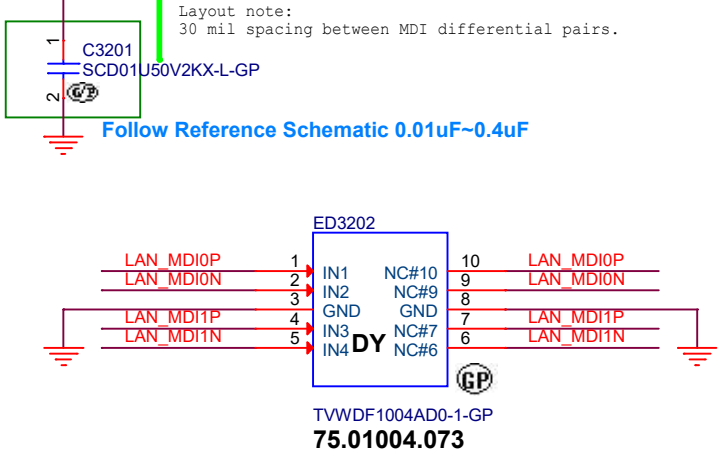 Layout note:
30 mil spacing between MDI differential pairs.
1
C3201
SCD01U50V2KX-L-GP
2
G/P
Follow Reference Schematic 0.01uF~0.4uF
ED3202
LAN_MDI0P 1 IN1 NC#10 10 LAN_MDI0P
LAN_MDI0N 2 IN2 NC#9 9 LAN_MDI0N
3 GND GND 8
LAN_MDI1P 4 IN3 NC#7 7 LAN_MDI1P
LAN_MDI1N 5 IN4 DY NC#6 6 LAN_MDI1N
GP
TVWDF1004AD0-1-GP
75.01004.073